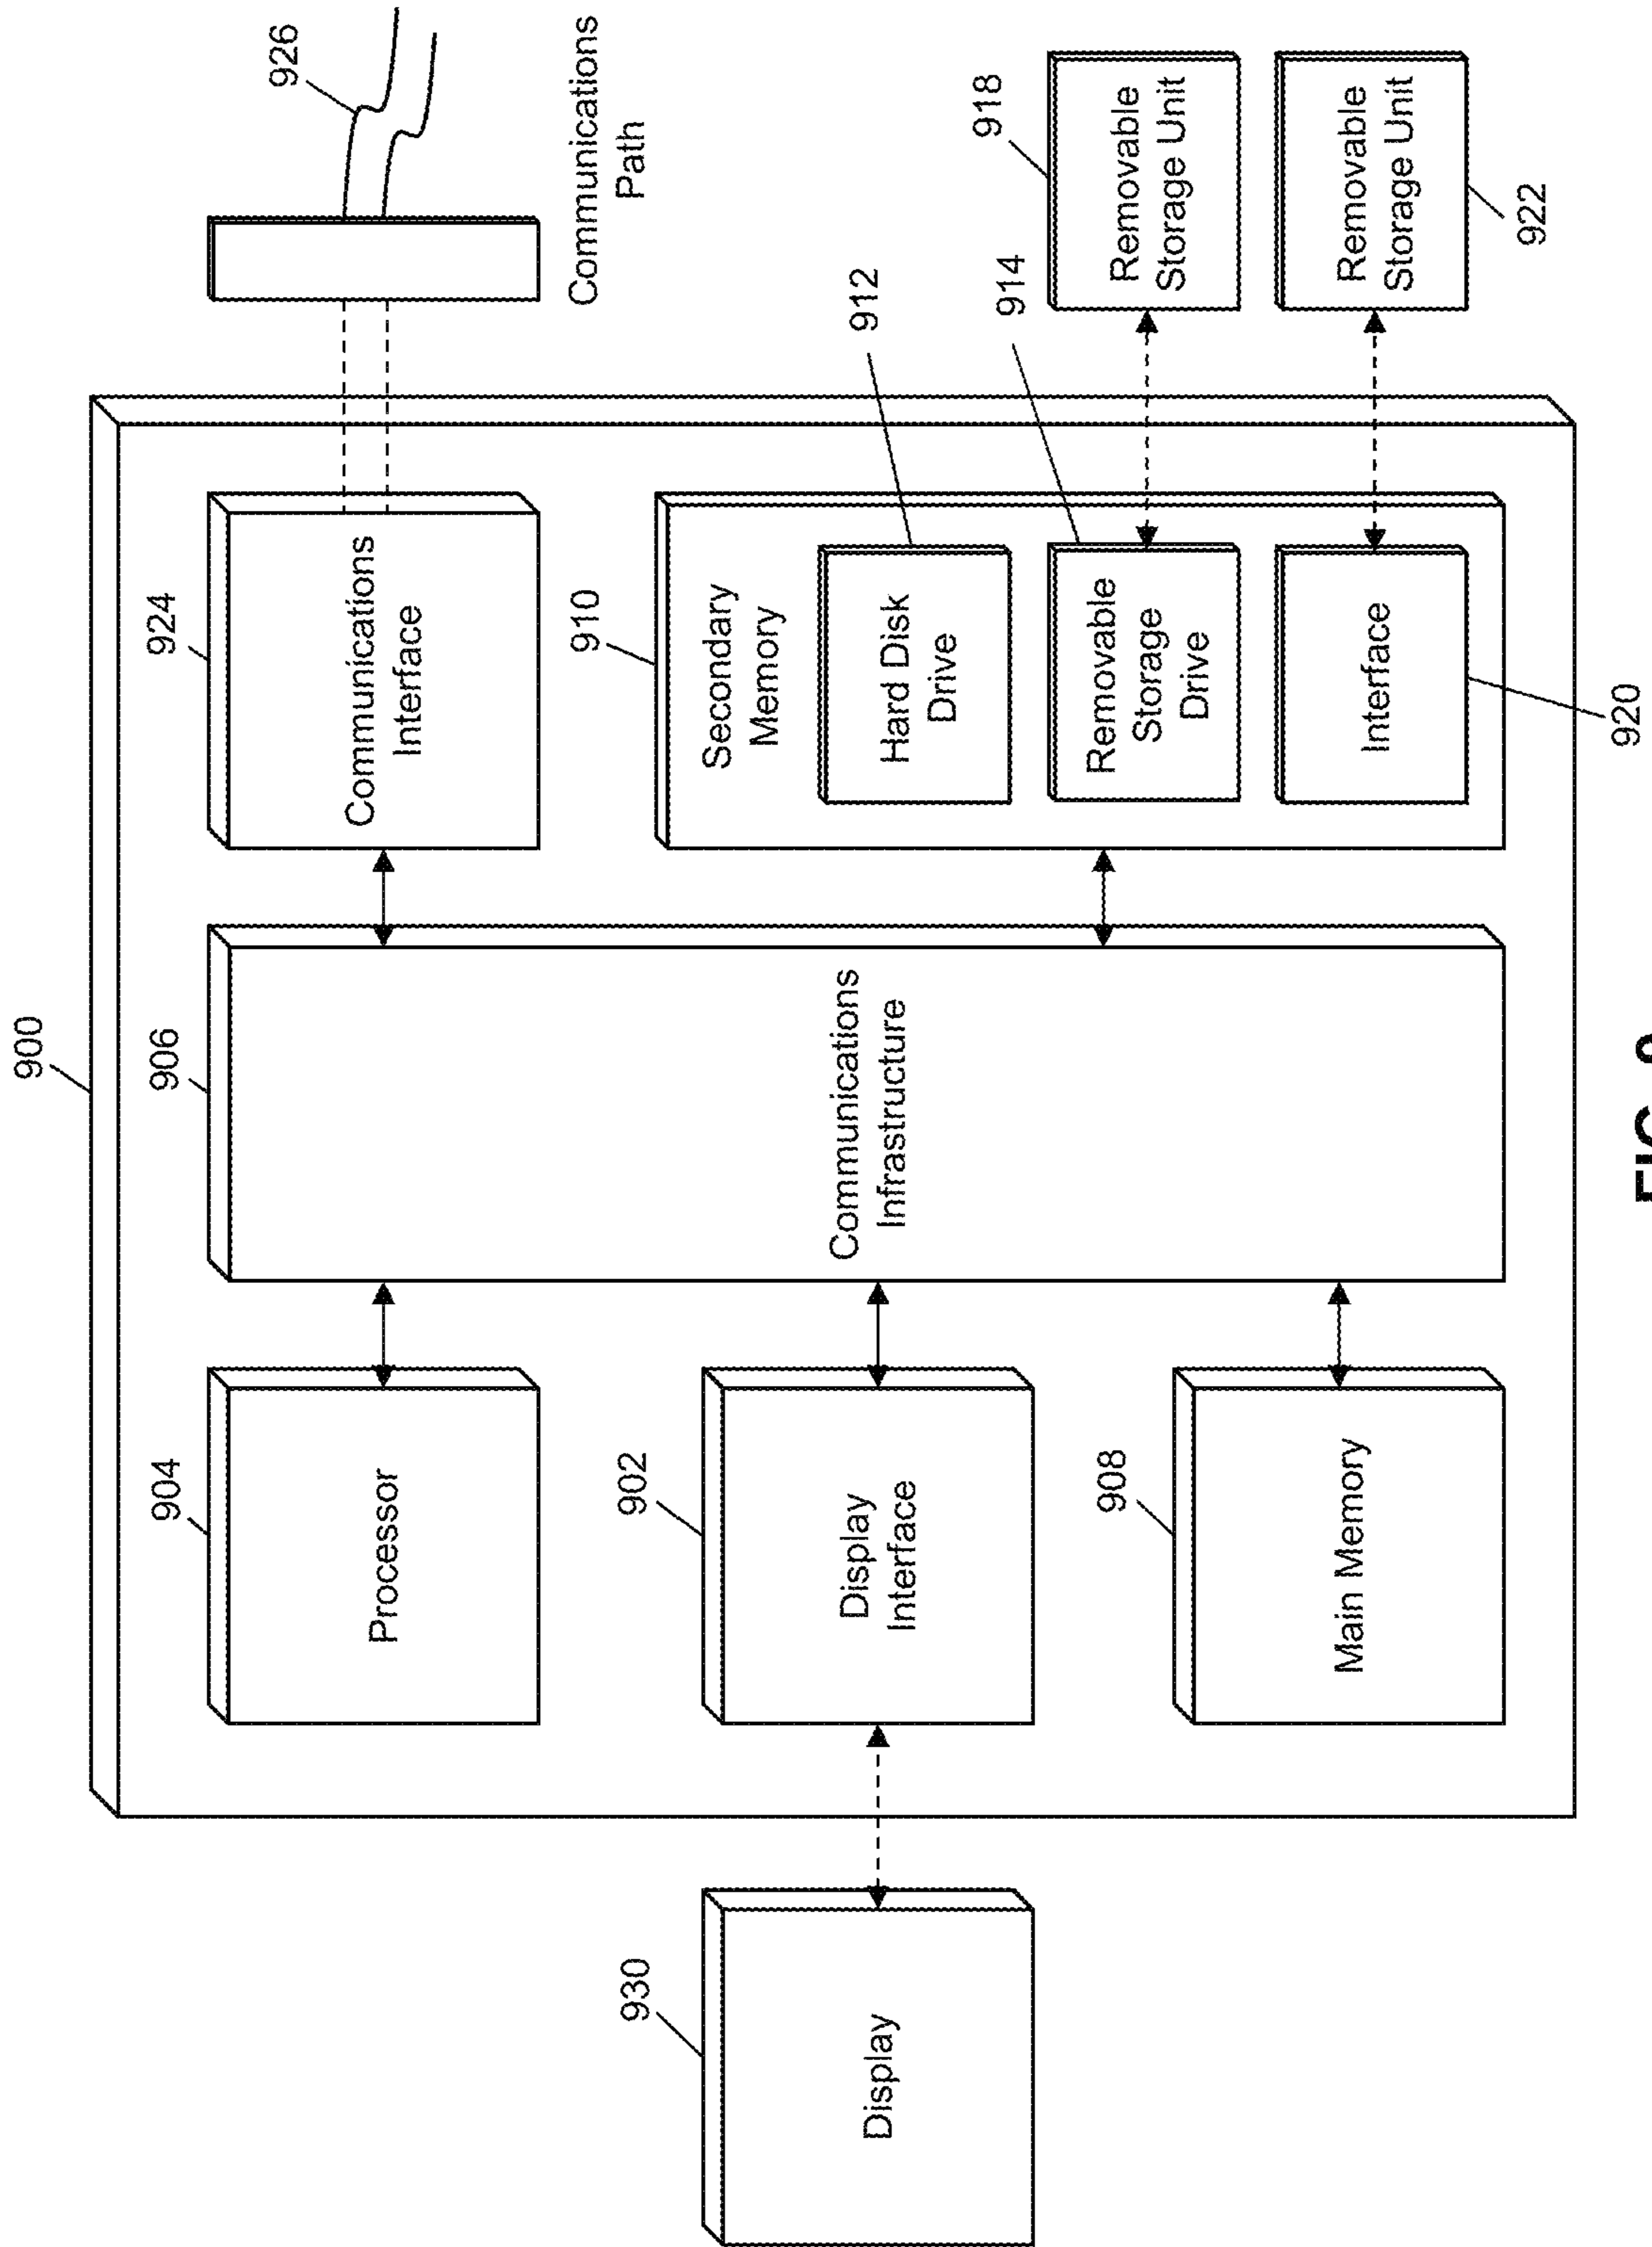 900
904
Processor
906
Communications
Infrastructure
924
Communications
Interface
926
Communications
Path
930
Display
902
Display
Interface
908
Main Memory
910
Secondary
Memory
912
Hard Disk
Drive
914
Removable
Storage
Drive
918
Removable
Storage Unit
920
Interface
922
Removable
Storage Unit
FIG. 9